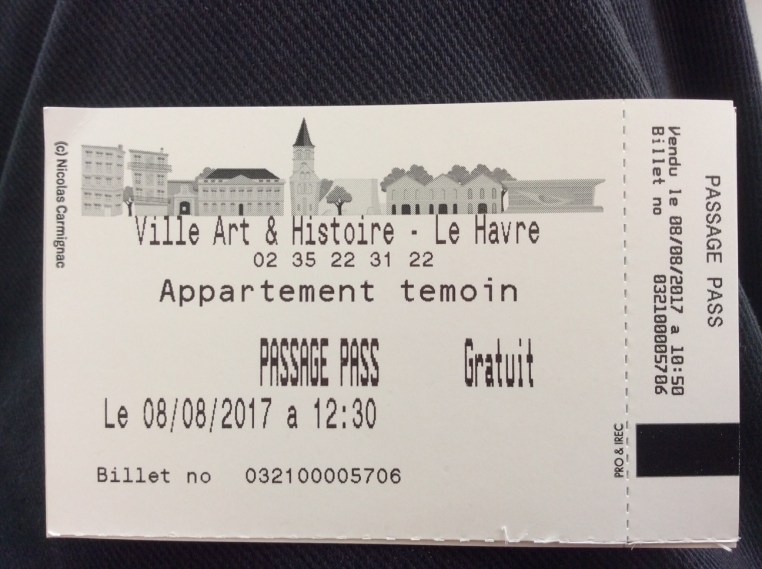 (c) Nicolas Carmignac
Ville Art & Histoire - Le Havre
02 35 22 31 22
Appartement temoin
PASSAGE PASS Gratuit
Le 08/08/2017 a 12:30
Billet no 032100005706
PRO & IREC
PASSAGE PASS
Vendu le 08/08/2017 a 10:50
Billet no 032100005706